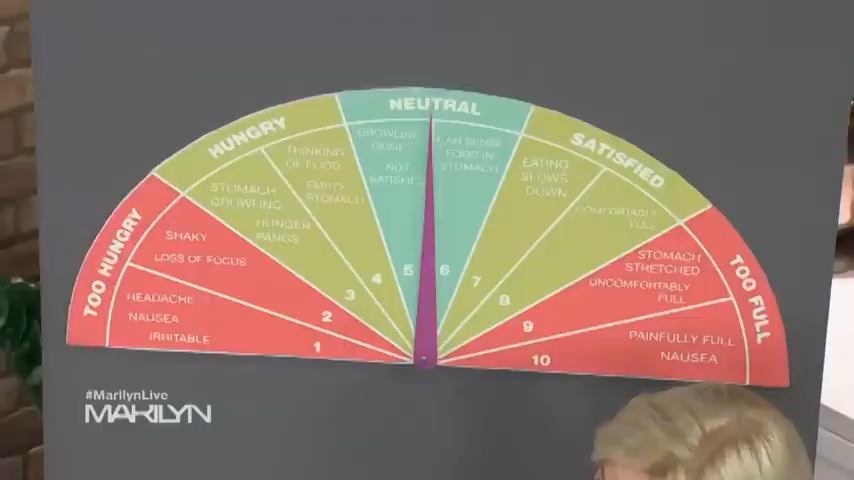 TOO HUNGRY
HEADACHE
NAUSEA
IRRITABLE
1
SHAKY
LOSS OF FOCUS
2
HUNGRY
STOMACH
GROWLING
HUNGER
PANGS
3
THINKING
OF FOOD
EMPTY
STOMACH
4
NEUTRAL
GROWLING
GONE
NOT
SATISFIED
5
CAN SENSE
FOOD IN
STOMACH
6
SATISFIED
EATING
SLOWS
DOWN
7
COMFORTABLY
FULL
8
TOO FULL
STOMACH
STRETCHED
UNCOMFORTABLY
FULL
9
PAINFULLY FULL
NAUSEA
10
#MarilynLive
MARILYN